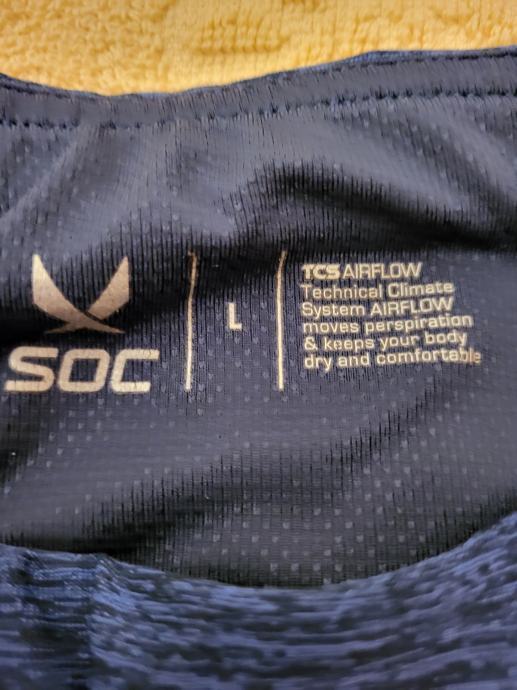 SOC
L
TCS AIRFLOW
Technical Climate
System AIRFLOW
moves perspiration
& keeps your body
dry and comfortable